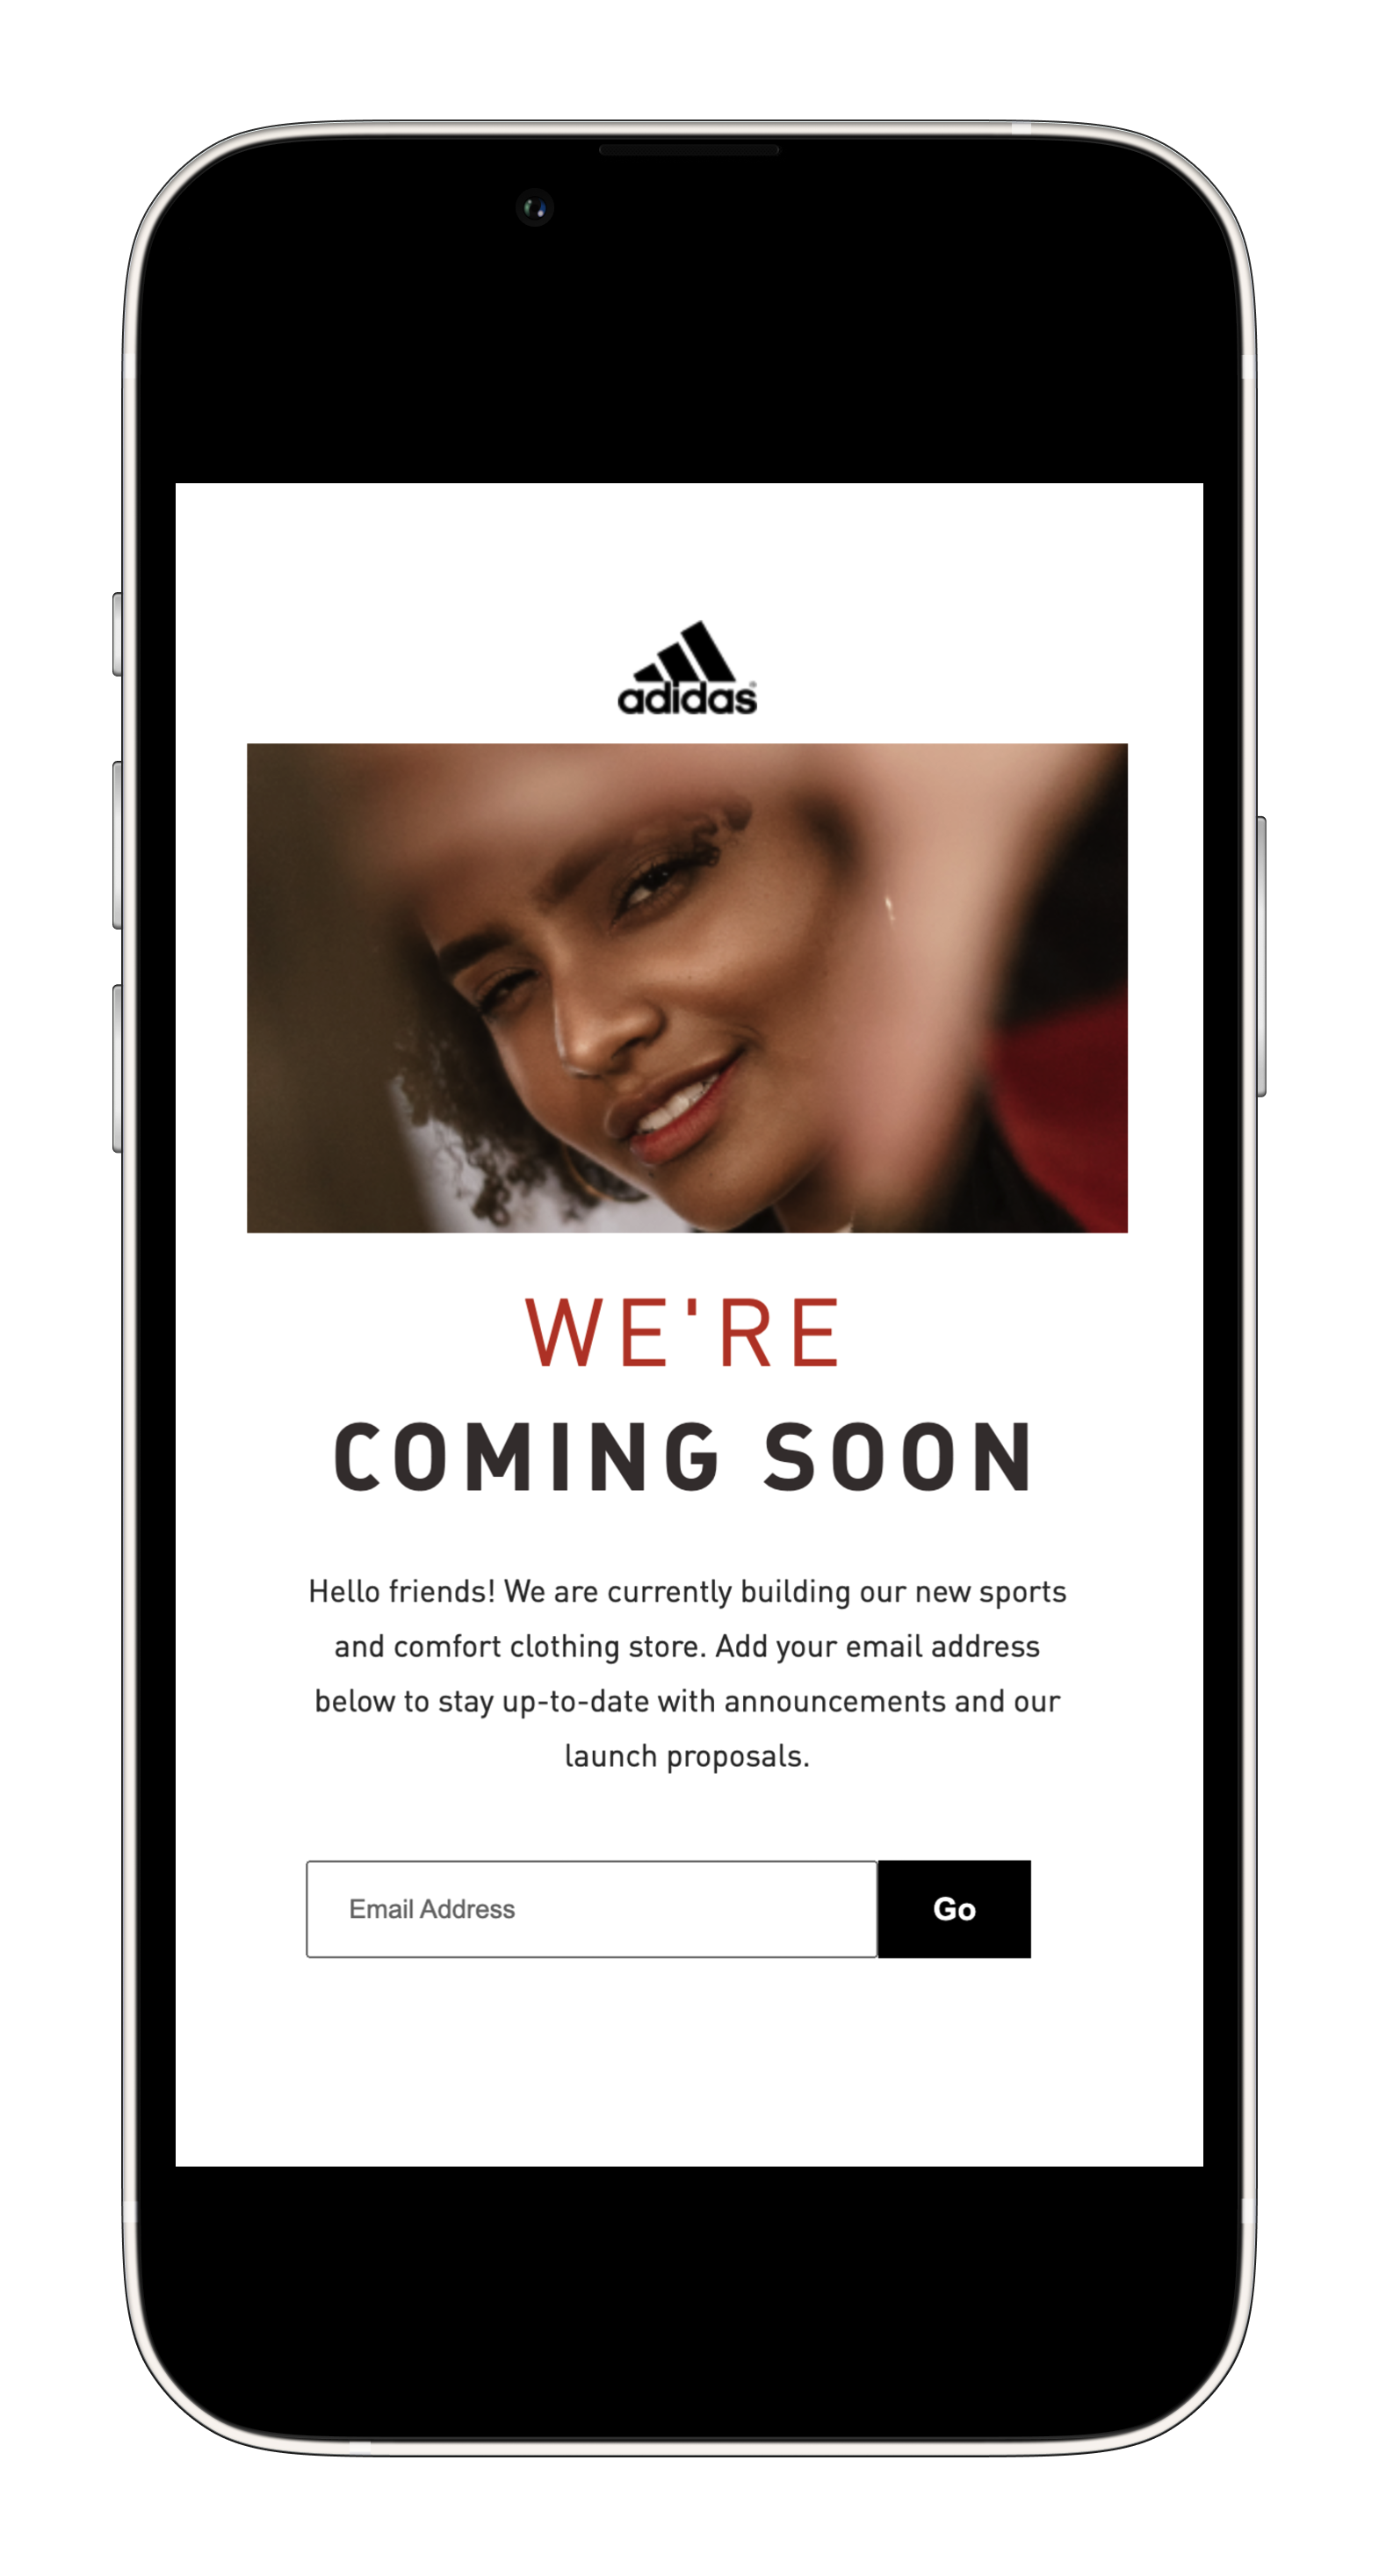 adidas
WE'RE
COMING SOON
Hello friends! We are currently building our new sports
and comfort clothing store. Add your email address
below to stay up-to-date with announcements and our
launch proposals.
Email Address
Go